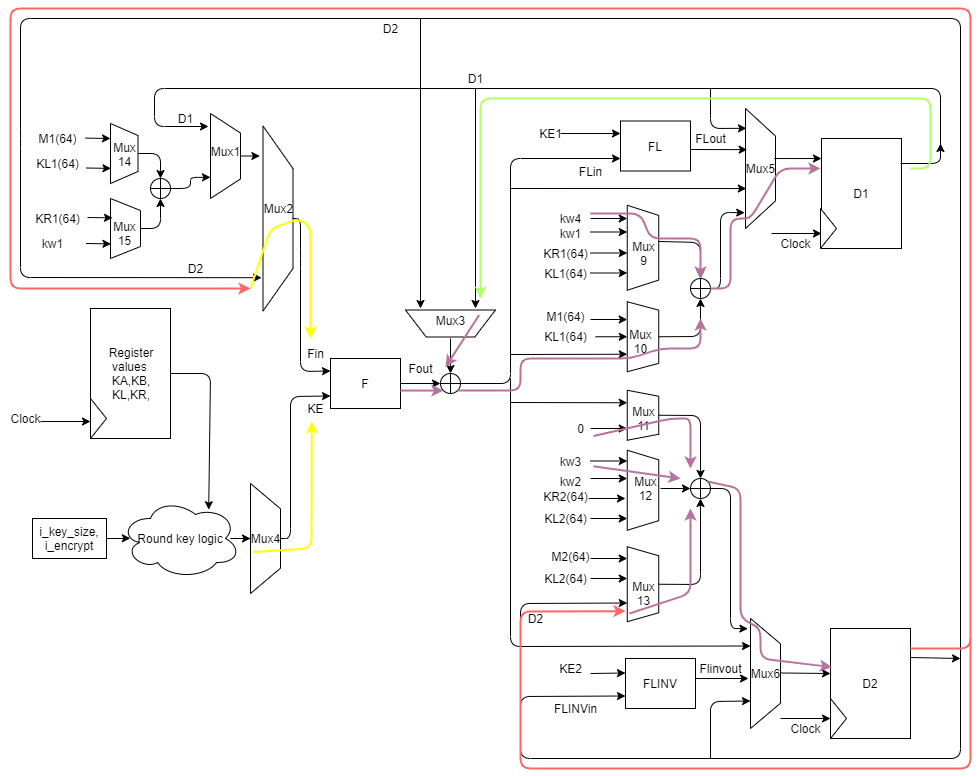 D2
D1
D1
M1(64)
KL1(64)
Mux
14
Mux1
KR1(64)
kw1
Mux
15
Mux2
D2
KE1
FL
FLout
FLin
Mux5
D1
Clock
kw4
kw1
KR1(64)
KL1(64)
Mux
9
M1(64)
KL1(64)
Mux
10
Mux3
Register
values
KA,KB,
KL,KR,
Clock
Fin
F
Fout
KE
0
Mux
11
kw3
kw2
KR2(64)
KL2(64)
Mux
12
i_key_size,
i_encrypt
Round key logic
Mux4
M2(64)
KL2(64)
Mux
13
D2
KE2
FLINV
FLinvout
FLINVin
Mux6
D2
Clock